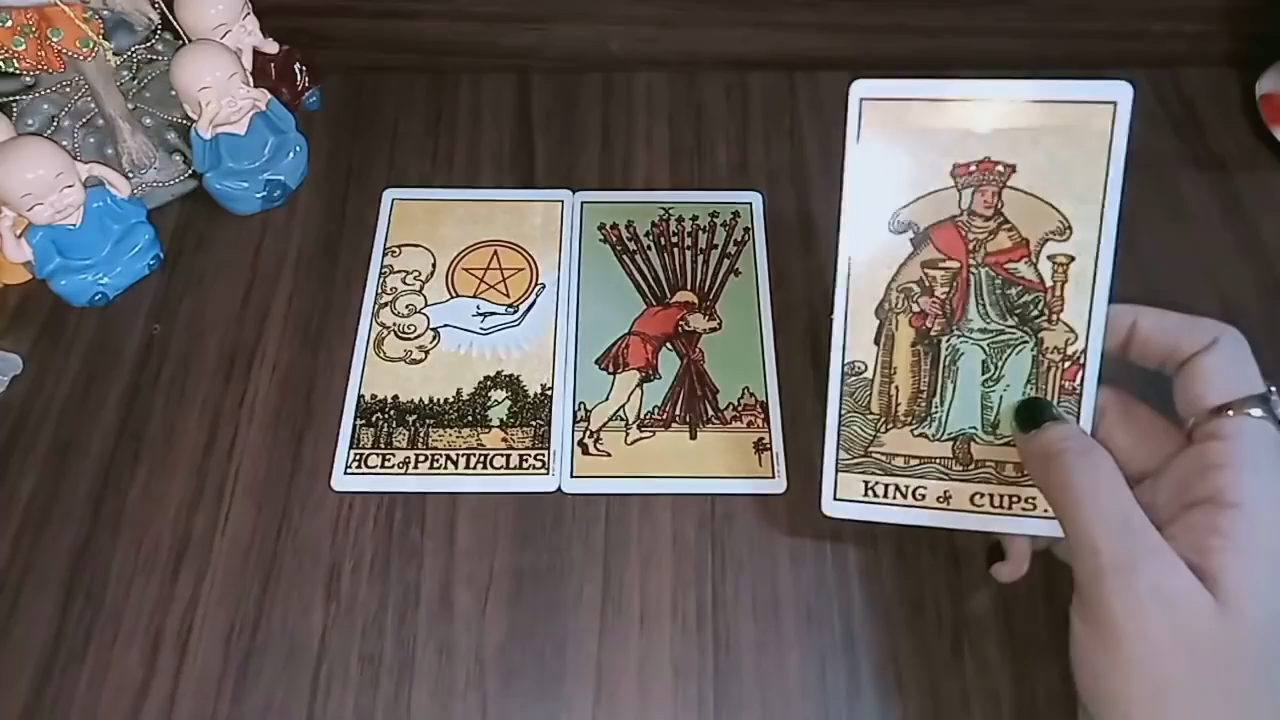 ACE of PENTACLES.
X
KING of CUPS.